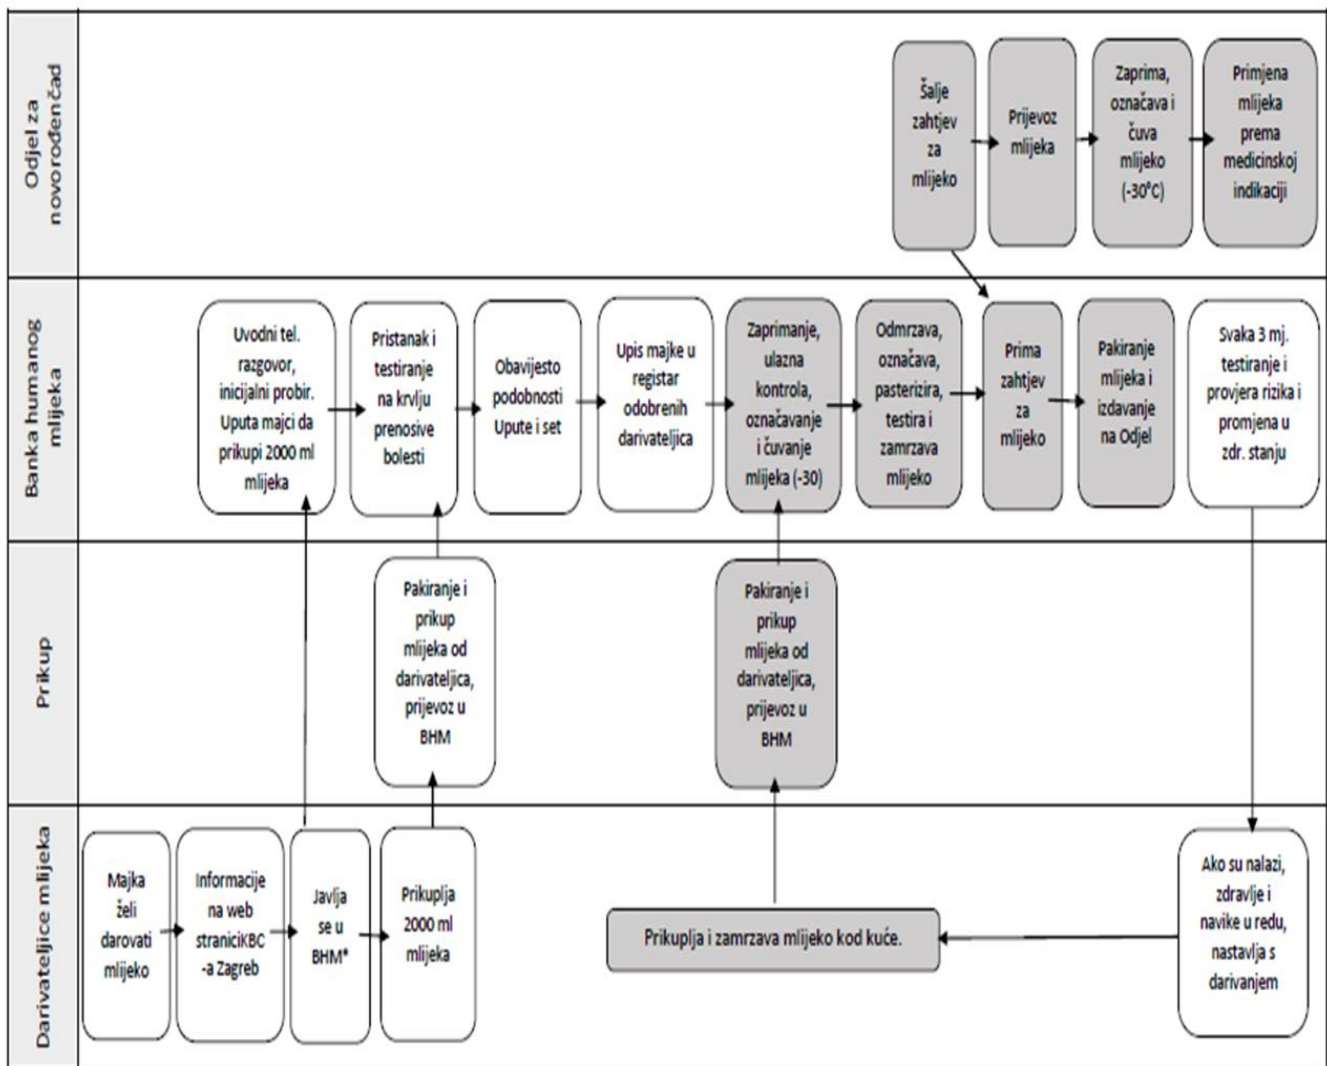 Odjel za
novorođenčad
Šalje
zahtjev
za
mlijeko
Prijevoz
mlijeka
Zaprima,
označava i
čuva
mlijeko
(-30°C)
Primjena
mlijeka
prema
medicinskoj
indikaciji
Banka humanog
mlijeka
Uvodni tel.
razgovor,
inicijalni probir.
Uputa majci da
prikupi 2000 ml
mlijeka
Pristanak i
testiranje
na krvlju
prenosive
bolesti
Obavijesto
podobnosti
Upute i set
Upis majke u
registar
odobrenih
darivateljica
Zaprimanje,
ulazna
kontrola,
označavanje
i čuvanje
mlijeka (-30)
Odmrzava,
označava,
pasterizira,
testira i
zamrzava
mlijeko
Prima
zahtjev
za
mlijeko
Pakiranje
mlijeka i
izdavanje
na Odjel
Svaka 3 mj.
testiranje i
provjera rizika i
promjena u
zdr. stanju
Prikup
Pakiranje i
prikup
mlijeka od
darivateljica,
prijevoz u
BHM
Pakiranje i
prikup
mlijeka od
darivateljica,
prijevoz u
BHM
Darivateljice mlijeka
Majka
želi
darovati
mlijeko
Informacije
na web
straniciKBC
-a Zagreb
Javlja
se u
BHM*
Prikuplja
2000 ml
mlijeka
Prikuplja i zamrzava mlijeko kod kuće.
Ako su nalazi,
zdravlje i
navike u redu,
nastavlja s
darivanjem